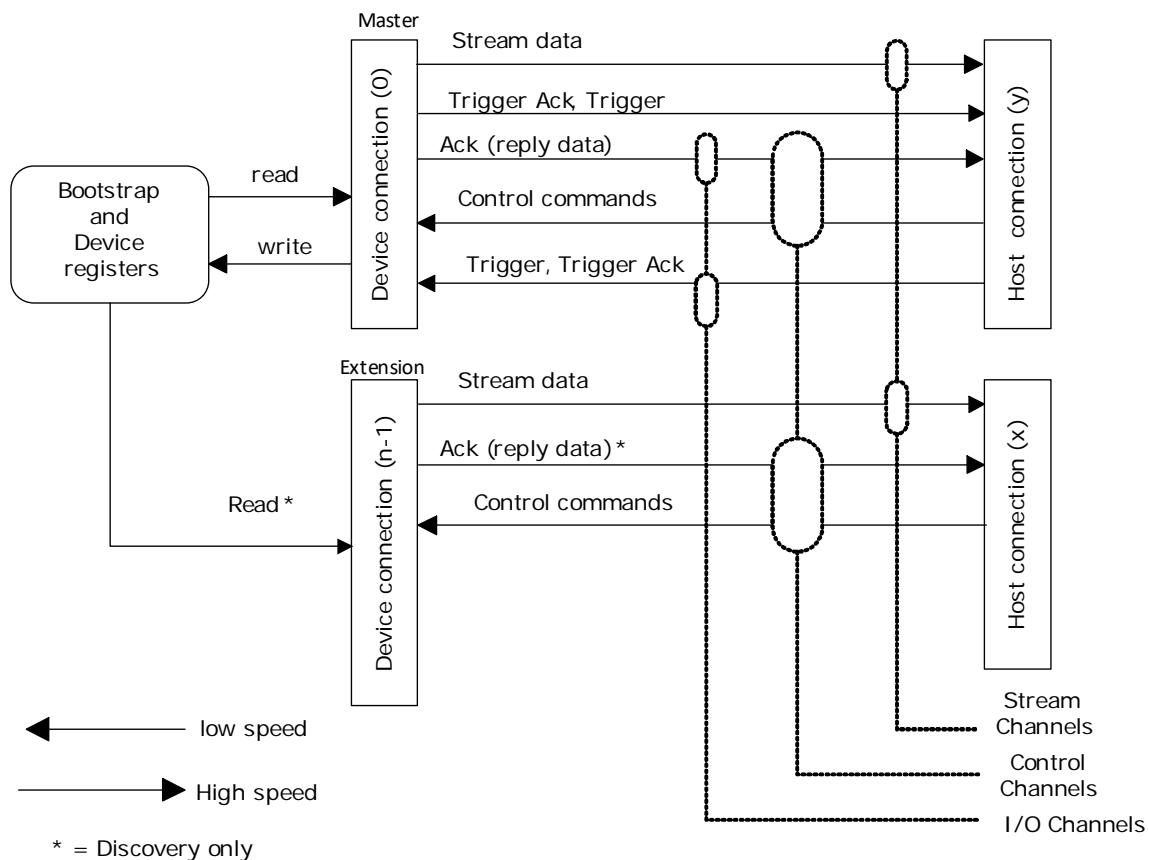 Master
Stream data
Device connection (0)
Host connection (y)
Trigger Ack, Trigger
Ack (reply data)
read
Bootstrap
and
Device
registers
Control commands
write
Trigger, Trigger Ack
Extension
Stream data
Device connection (n-1)
Host connection (x)
Ack (reply data) *
Read *
Control commands
Stream
Channels
low speed
Control
Channels
High speed
I/O Channels
* = Discovery only